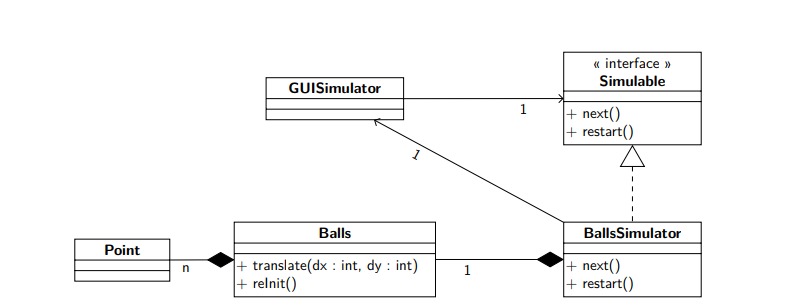 « interface »
Simulable
+ next()
+ restart()
GUISimulator
1
1
Point
n
Balls
+ translate(dx : int, dy : int)
+ reInit()
1
BallsSimulator
+ next()
+ restart()